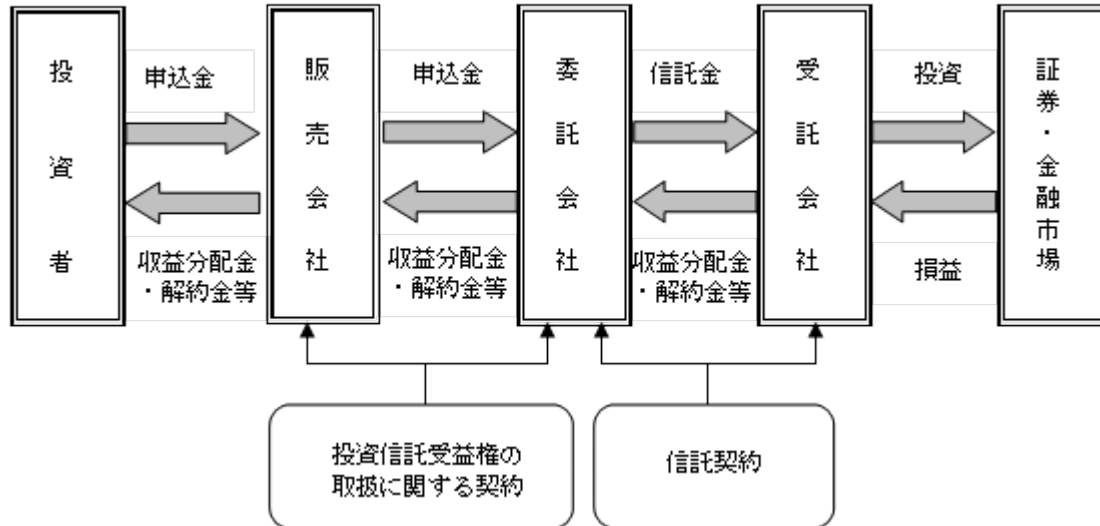 投資者
申込金
収益分配金
・解約金等
販売会社
申込金
収益分配金
・解約金等
委託会社
信託金
収益分配金
・解約金等
受託会社
投資
損益
証券・金融市場
投資信託受益権の
取扱に関する契約
信託契約